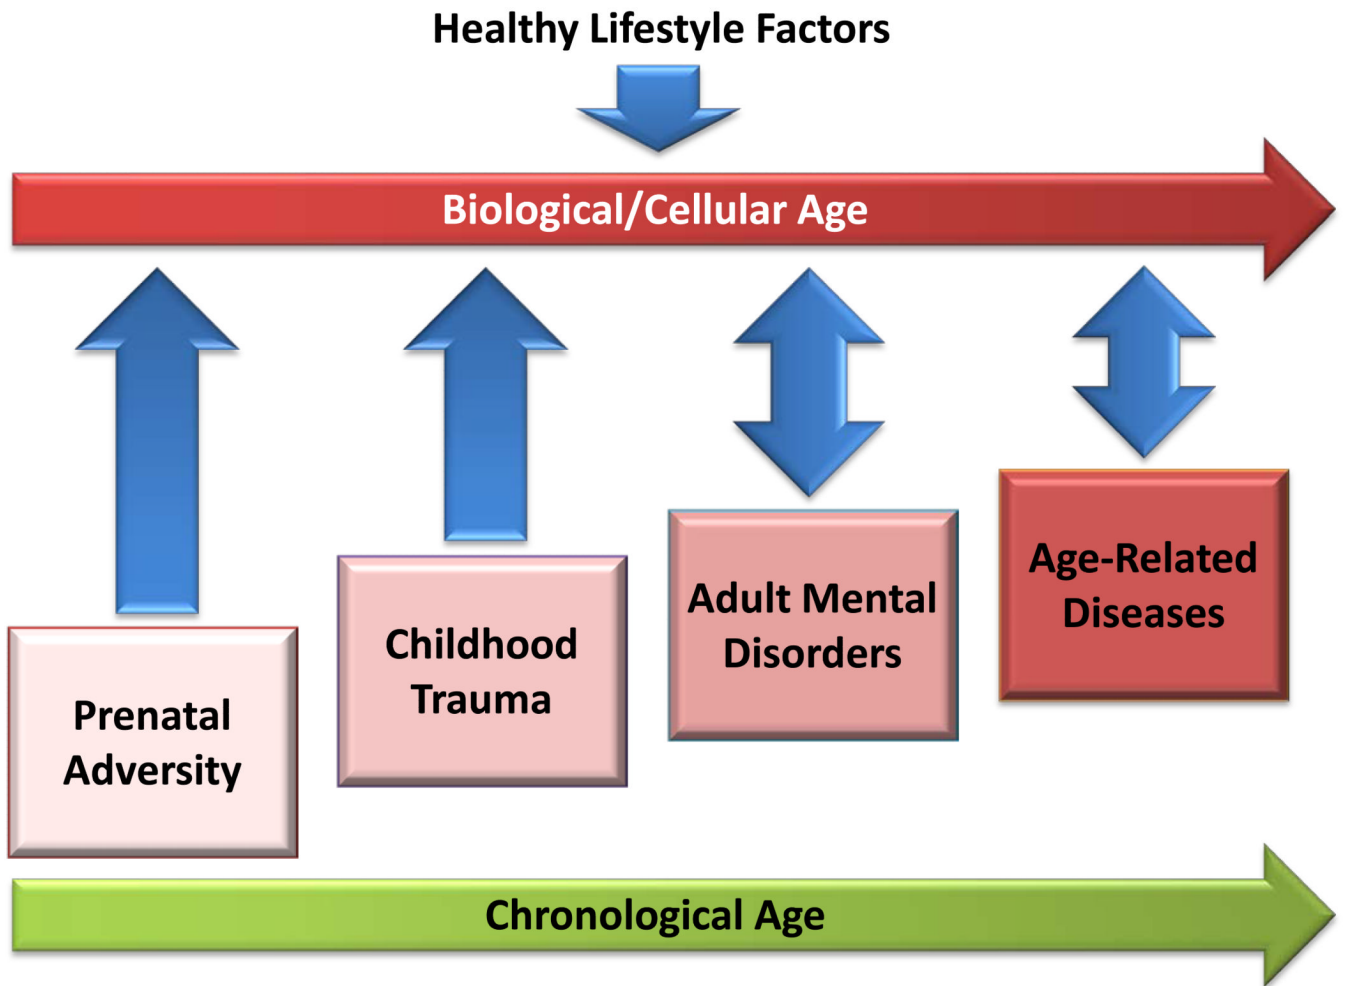 Healthy Lifestyle Factors
Biological/Cellular Age
Prenatal
Adversity
Childhood
Trauma
Adult Mental
Disorders
Age-Related
Diseases
Chronological Age